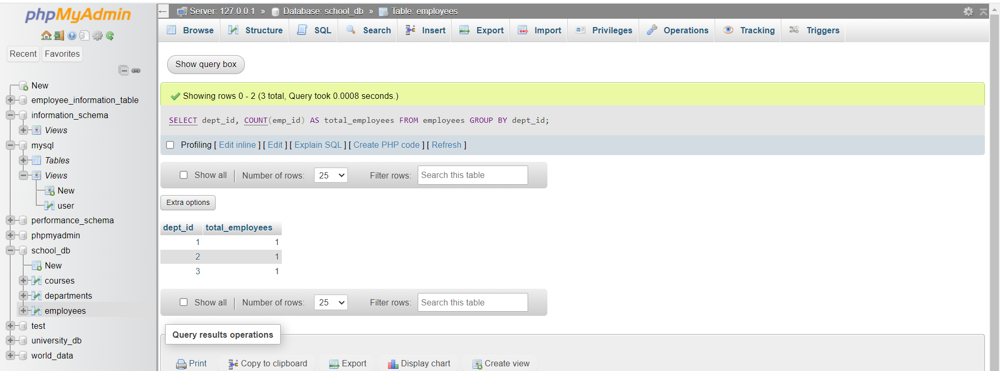 phpMyAdmin
Recent Favorites
New
employee_information_table
information_schema
Views
mysql
Tables
Views
New
user
performance_schema
phpmyadmin
school_db
New
courses
departments
employees
test
university_db
world_data
Server: 127.0.0.1 » Database: school_db » Table: employees
Browse Structure SQL Search Insert Export Import Privileges Operations Tracking Triggers
Show query box
Showing rows 0 - 2 (3 total, Query took 0.0008 seconds.)
SELECT dept_id, COUNT(emp_id) AS total_employees FROM employees GROUP BY dept_id;
Profiling [ Edit inline ] [ Edit ] [ Explain SQL ] [ Create PHP code ] [ Refresh ]
Show all Number of rows: 25 Filter rows: Search this table
Extra options
dept_id total_employees
1 1
2 1
3 1
Show all Number of rows: 25 Filter rows: Search this table
Query results operations
Print Copy to clipboard Export Display chart Create view